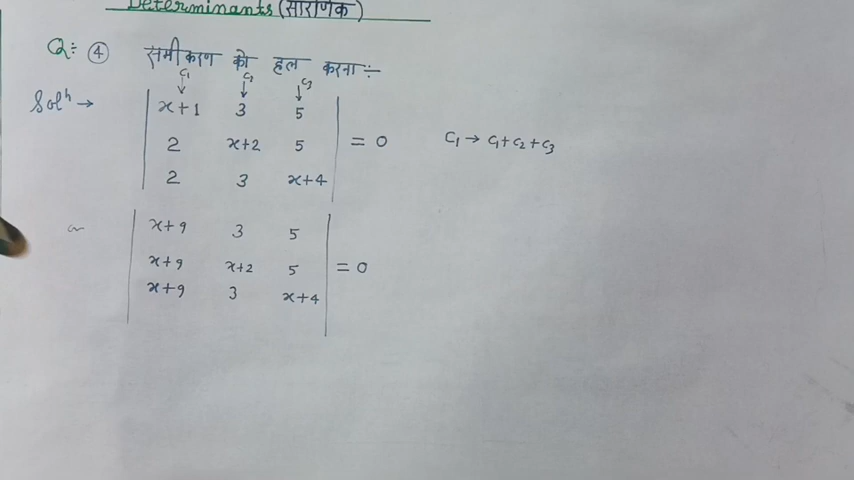 Determinants (सारणिक)
Q:- ④ समीकरण को हल करना :-
C₁ C₂ C₃
Solⁿ → | x+1 3 5 |
| 2 x+2 5 | = 0 C₁ → C₁+C₂+C₃
| 2 3 x+4 |
| x+9 3 5 |
| x+9 x+2 5 | = 0
| x+9 3 x+4 |